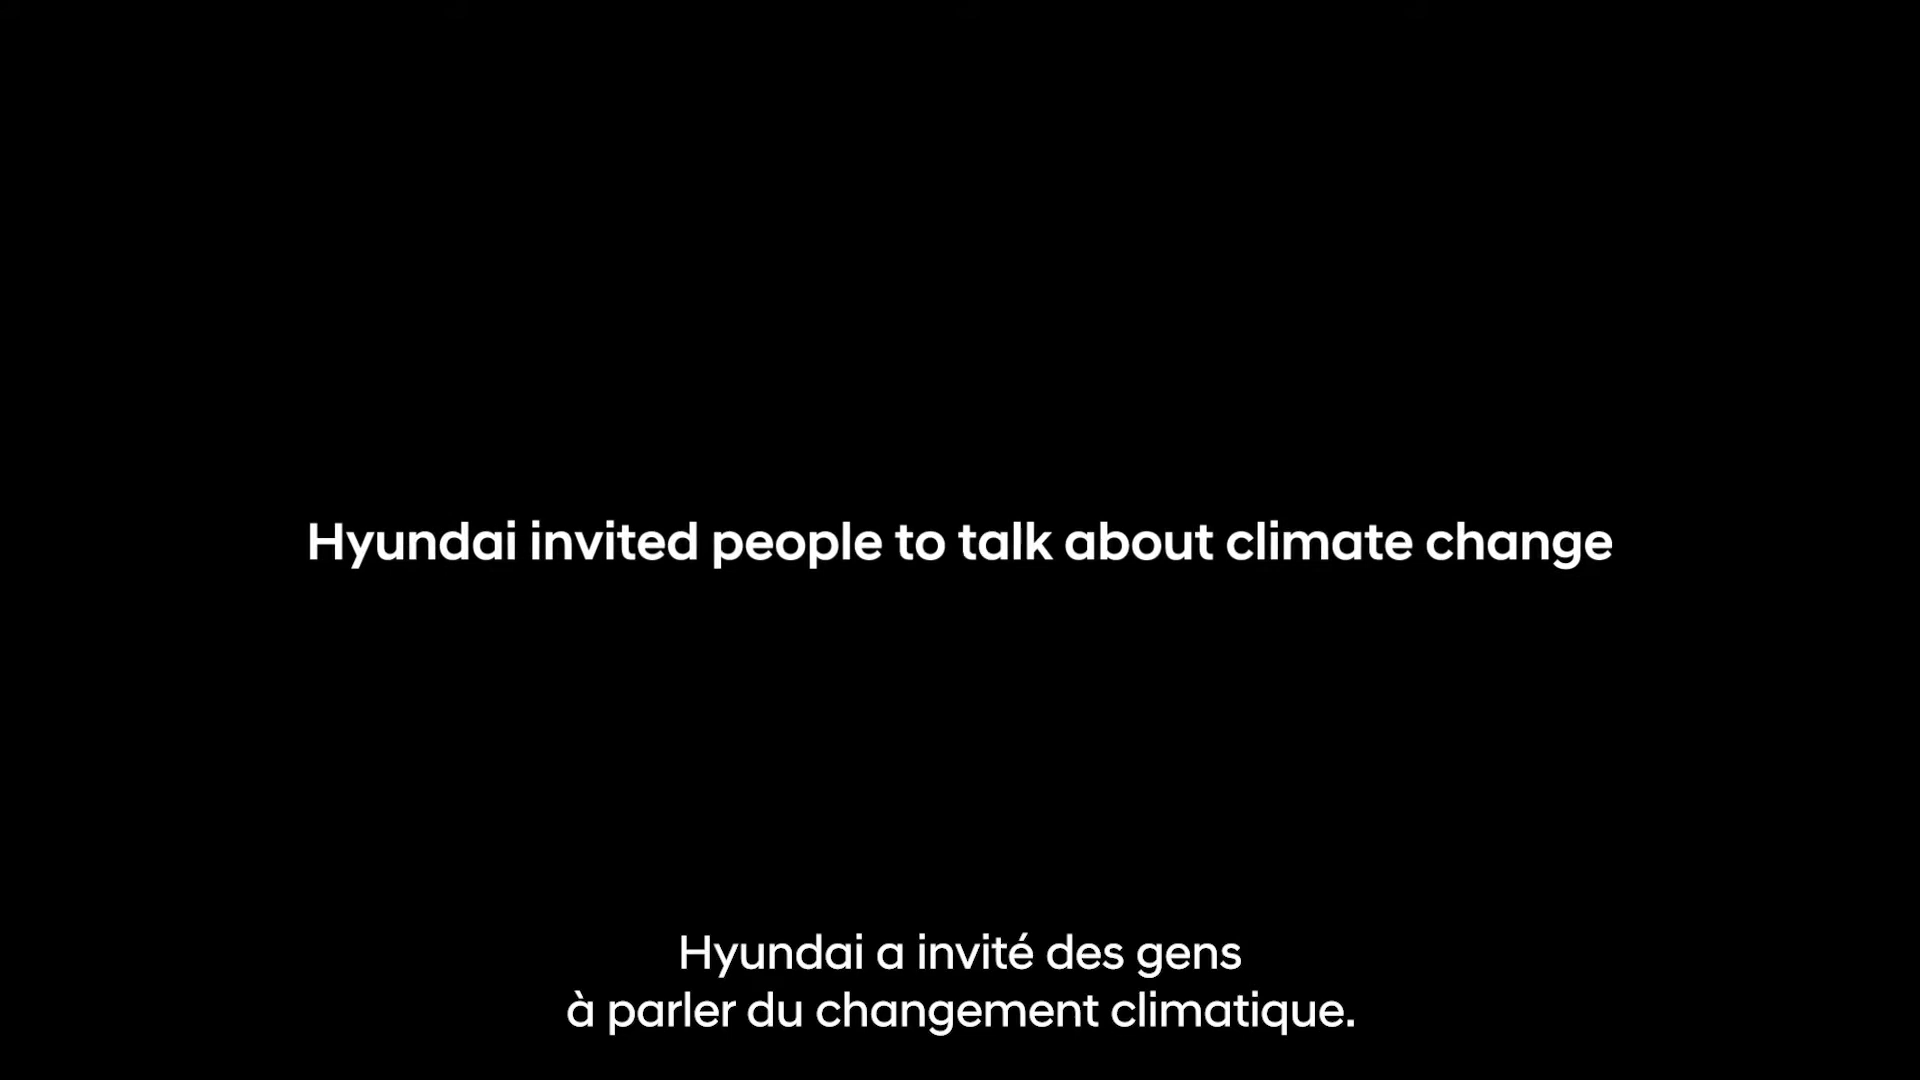 Hyundai invited people to talk about climate change
Hyundai a invité des gens
à parler du changement climatique.